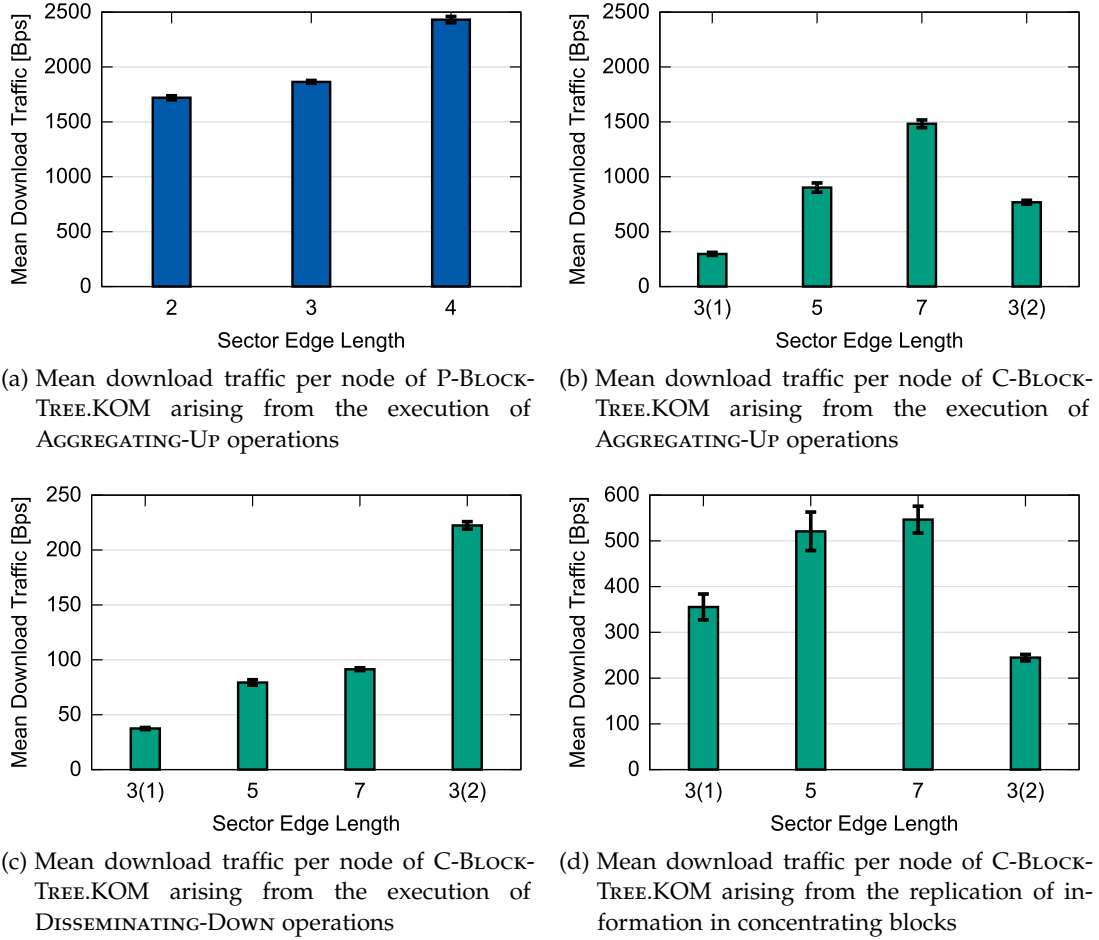 2500
2000
1500
1000
500
0
Mean Download Traffic [Bps]
2 3 4
Sector Edge Length
(a) Mean download traffic per node of P-BLOCK-
TREE.KOM arising from the execution of
AGGREGATING-UP operations
2500
2000
1500
1000
500
0
Mean Download Traffic [Bps]
3(1) 5 7 3(2)
Sector Edge Length
(b) Mean download traffic per node of C-BLOCK-
TREE.KOM arising from the execution of
AGGREGATING-UP operations
250
200
150
100
50
0
Mean Download Traffic [Bps]
3(1) 5 7 3(2)
Sector Edge Length
(c) Mean download traffic per node of C-BLOCK-
TREE.KOM arising from the execution of
DISSEMINATING-DOWN operations
600
500
400
300
200
100
0
Mean Download Traffic [Bps]
3(1) 5 7 3(2)
Sector Edge Length
(d) Mean download traffic per node of C-BLOCK-
TREE.KOM arising from the replication of in-
formation in concentrating blocks